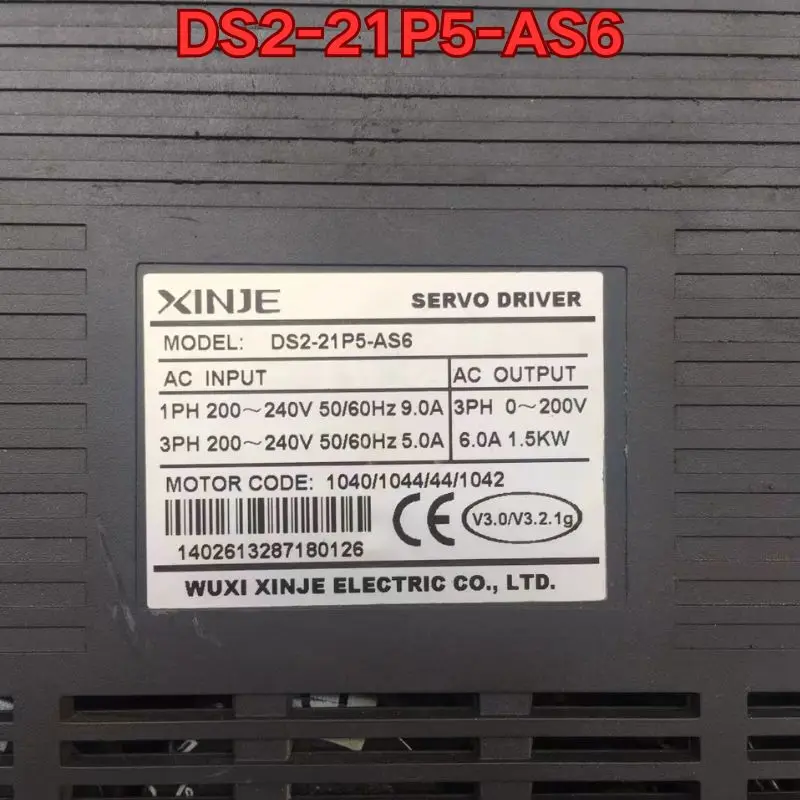 DS2-21P5-AS6
XINJE SERVO DRIVER
MODEL: DS2-21P5-AS6
AC INPUT AC OUTPUT
1PH 200~240V 50/60Hz 9.0A 3PH 0~200V
3PH 200~240V 50/60Hz 5.0A 6.0A 1.5KW
MOTOR CODE: 1040/1044/44/1042
CE V3.0/V3.2.1g
1402613287180126
WUXI XINJE ELECTRIC CO., LTD.